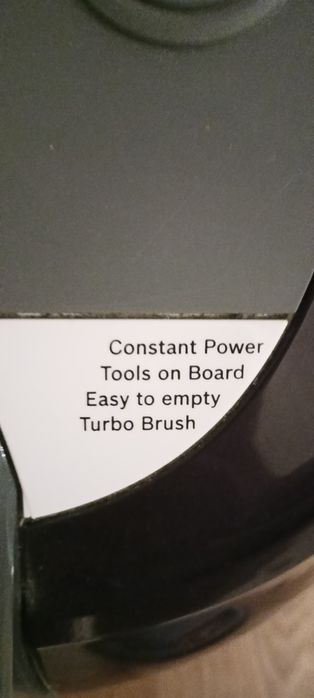 Constant Power
Tools on Board
Easy to empty
Turbo Brush